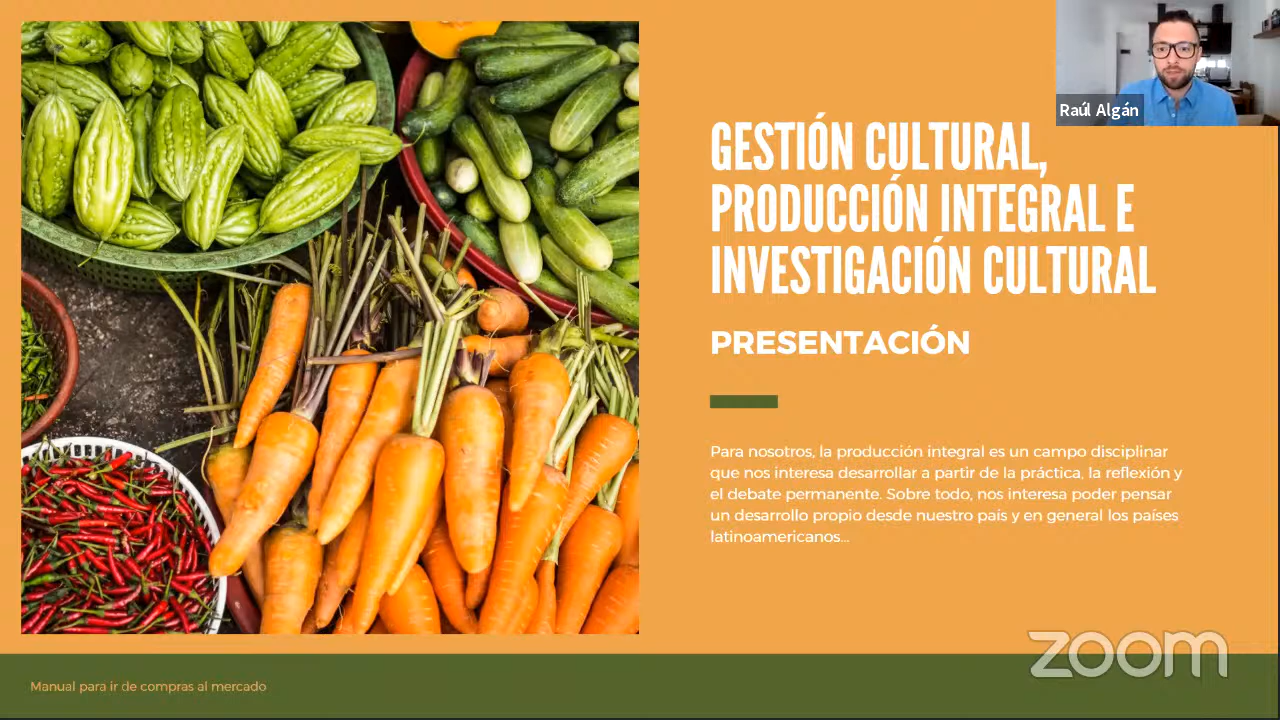 Raúl Algán
GESTIÓN CULTURAL,
PRODUCCIÓN INTEGRAL E
INVESTIGACIÓN CULTURAL
PRESENTACIÓN
Para nosotros, la producción integral es un campo disciplinar
que nos interesa desarrollar a partir de la práctica, la reflexión y
el debate permanente. Sobre todo, nos interesa poder pensar
un desarrollo propio desde nuestro país y en general los países
latinoamericanos...
zoom
Manual para ir de compras al mercado